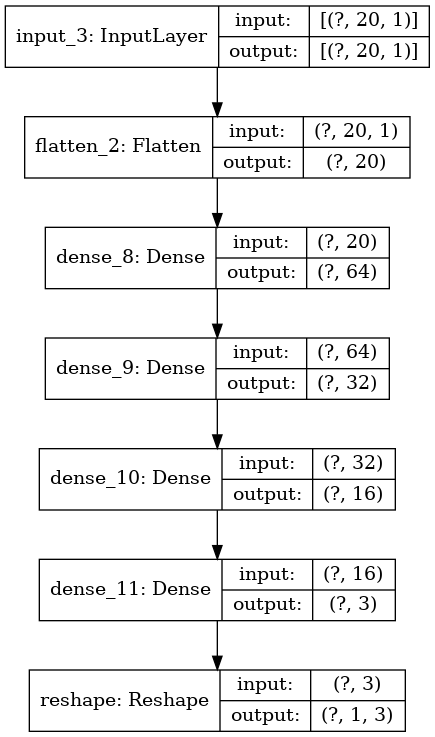 input_3: InputLayer
input: [(?, 20, 1)]
output: [(?, 20, 1)]
flatten_2: Flatten
input: (?, 20, 1)
output: (?, 20)
dense_8: Dense
input: (?, 20)
output: (?, 64)
dense_9: Dense
input: (?, 64)
output: (?, 32)
dense_10: Dense
input: (?, 32)
output: (?, 16)
dense_11: Dense
input: (?, 16)
output: (?, 3)
reshape: Reshape
input: (?, 3)
output: (?, 1, 3)